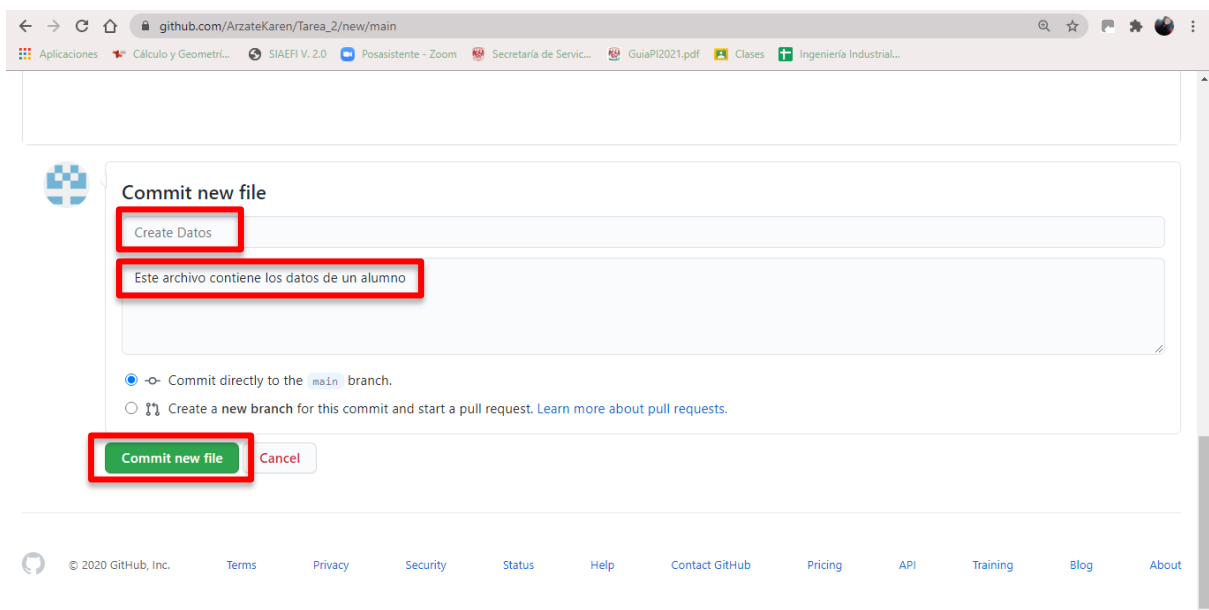 github.com/ArzateKaren/Tarea_2/new/main
Aplicaciones Cálculo y Geometrí... SIAEFI V. 2.0 Posasistente - Zoom Secretaría de Servic... GuiaPI2021.pdf Clases Ingeniería Industrial...
Commit new file
Create Datos
Este archivo contiene los datos de un alumno
Commit directly to the main branch.
Create a new branch for this commit and start a pull request. Learn more about pull requests.
Commit new file Cancel
© 2020 GitHub, Inc. Terms Privacy Security Status Help Contact GitHub Pricing API Training Blog About